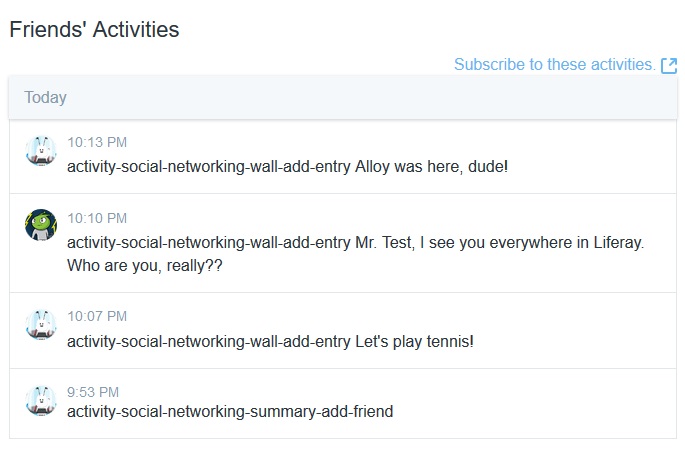 Friends' Activities
Subscribe to these activities.
Today
10:13 PM
activity-social-networking-wall-add-entry Alloy was here, dude!
10:10 PM
activity-social-networking-wall-add-entry Mr. Test, I see you everywhere in Liferay.
Who are you, really??
10:07 PM
activity-social-networking-wall-add-entry Let's play tennis!
9:53 PM
activity-social-networking-summary-add-friend